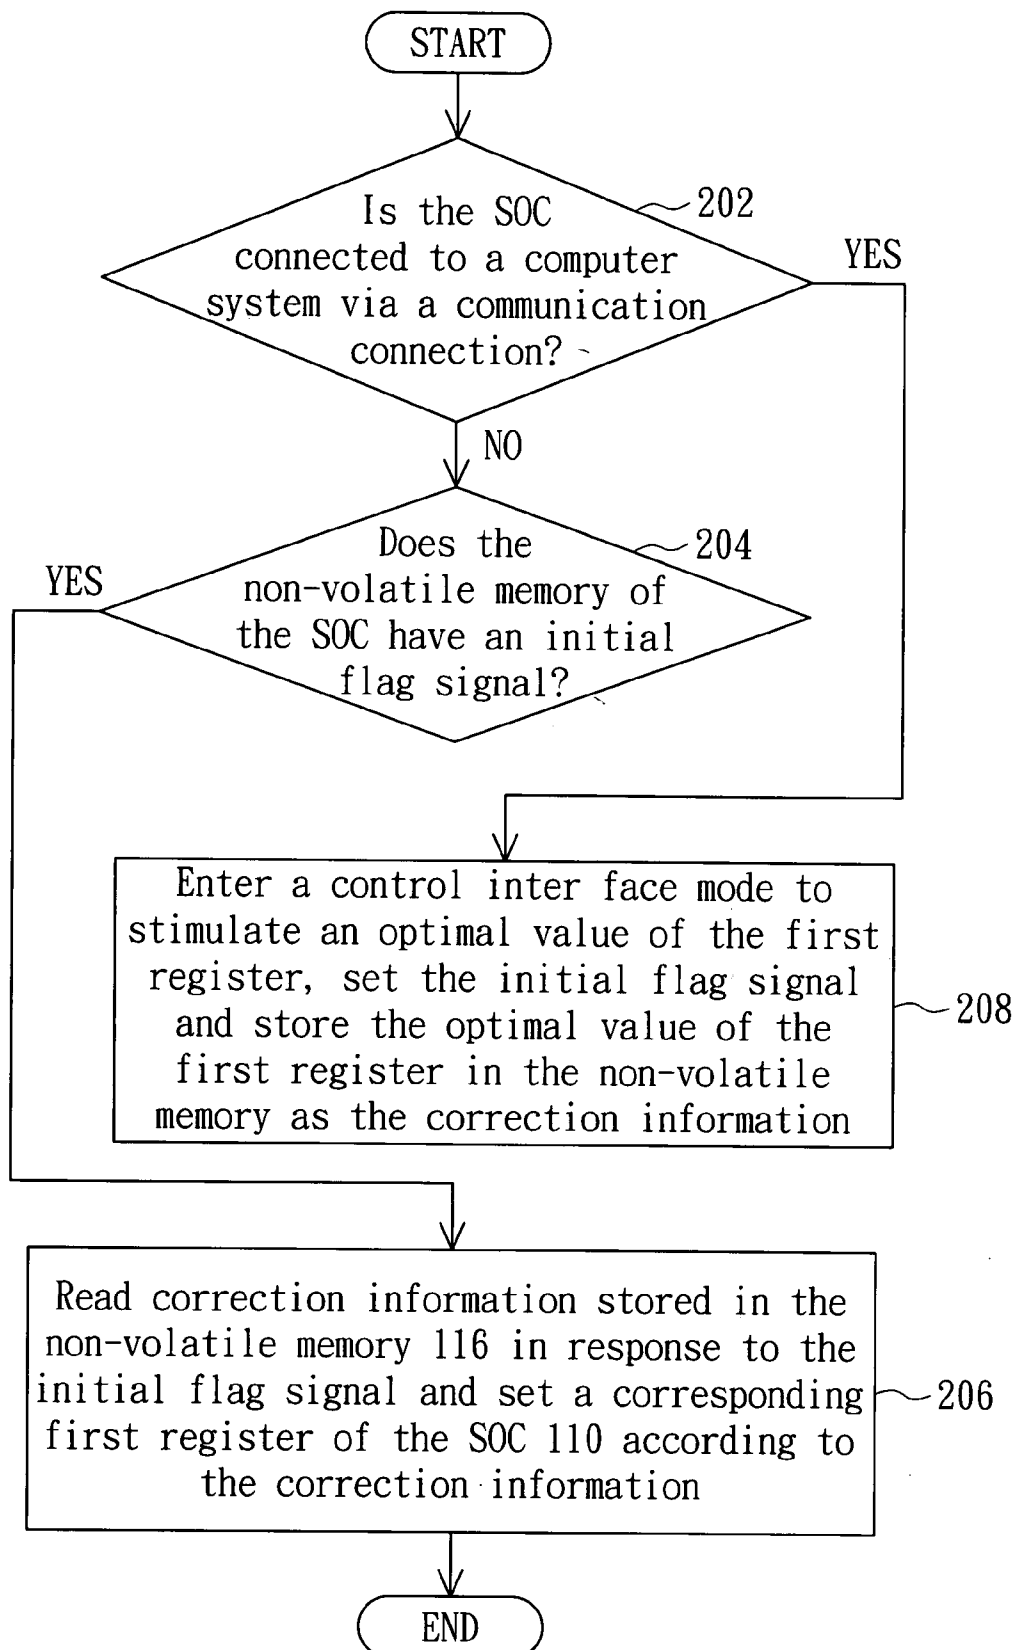 START
Is the SOC
connected to a computer
system via a communication
connection?
202
YES
NO
Does the
non-volatile memory of
the SOC have an initial
flag signal?
204
YES
Enter a control inter face mode to
stimulate an optimal value of the first
register, set the initial flag signal
and store the optimal value of the
first register in the non-volatile
memory as the correction information
208
Read correction information stored in the
non-volatile memory 116 in response to the
initial flag signal and set a corresponding
first register of the SOC 110 according to
the correction information
206
END